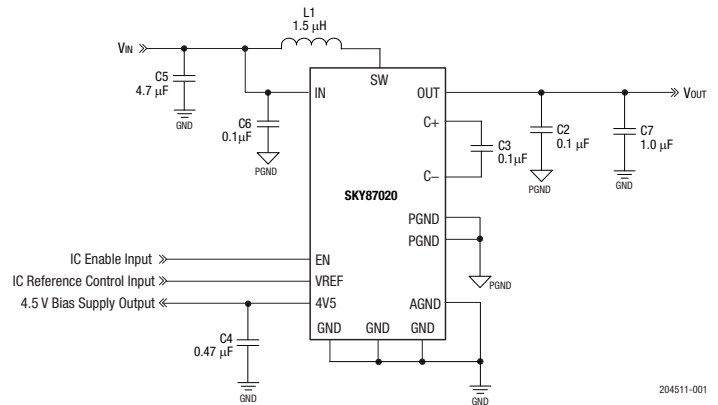 L1
1.5 μH
VIN
C5
4.7 μF
GND
SW
IN
OUT
VOUT
C6
0.1μF
PGND
C+
C3
0.1μF
C–
C2
0.1 μF
PGND
C7
1.0 μF
GND
SKY87020
PGND
PGND
PGND
IC Enable Input
EN
IC Reference Control Input
VREF
4.5 V Bias Supply Output
4V5
AGND
GND GND GND
C4
0.47 μF
GND
GND
204511-001